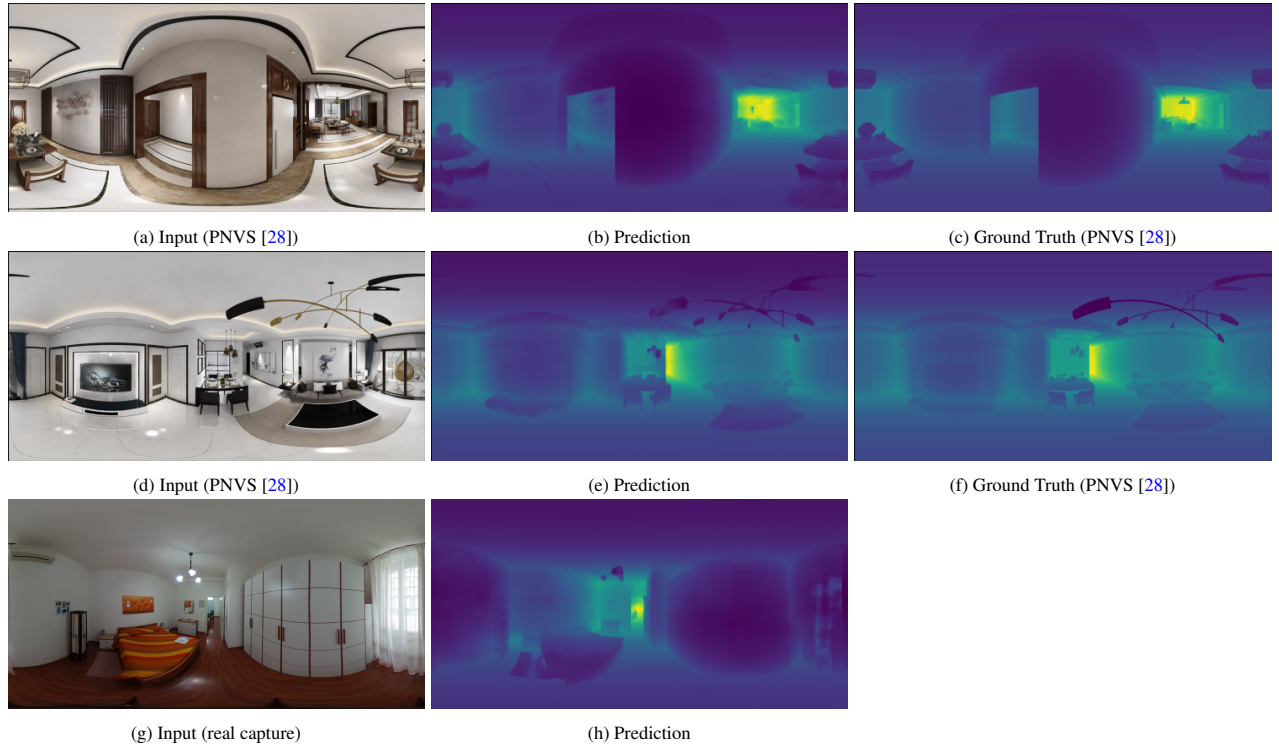 (a) Input (PNVS [28])
(b) Prediction
(c) Ground Truth (PNVS [28])
(d) Input (PNVS [28])
(e) Prediction
(f) Ground Truth (PNVS [28])
(g) Input (real capture)
(h) Prediction